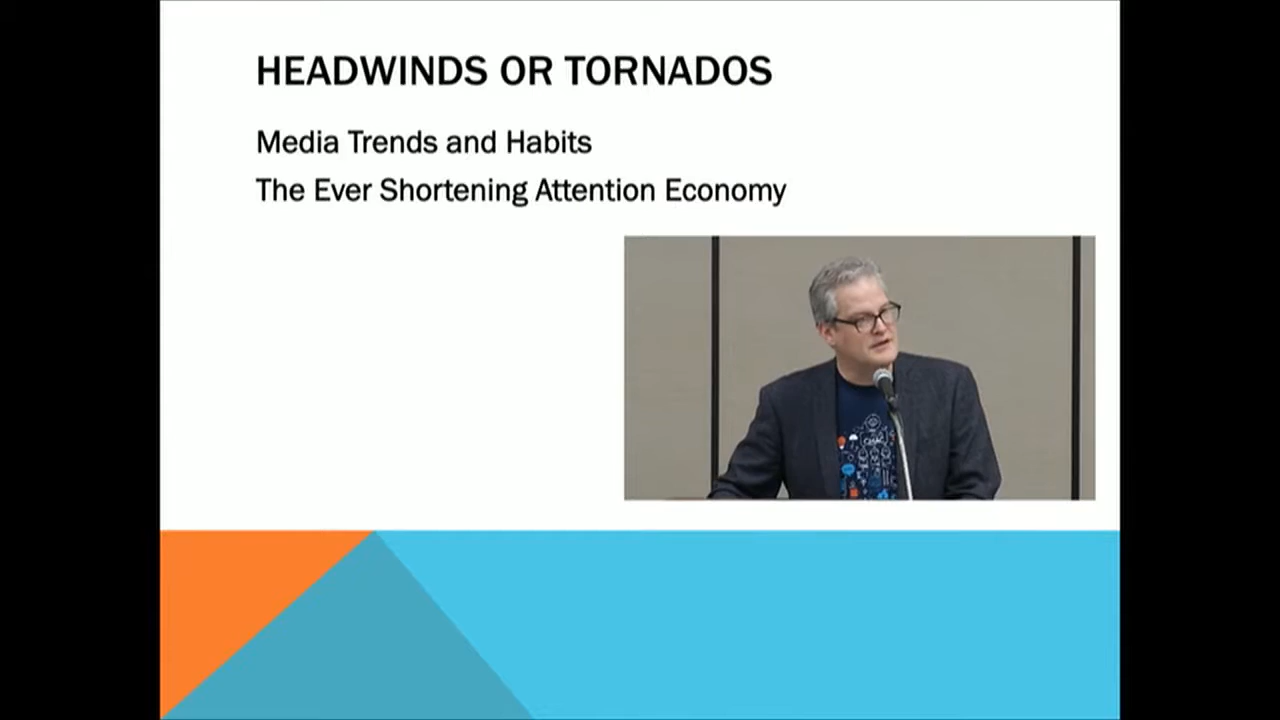 HEADWINDS OR TORNADOS
Media Trends and Habits
The Ever Shortening Attention Economy